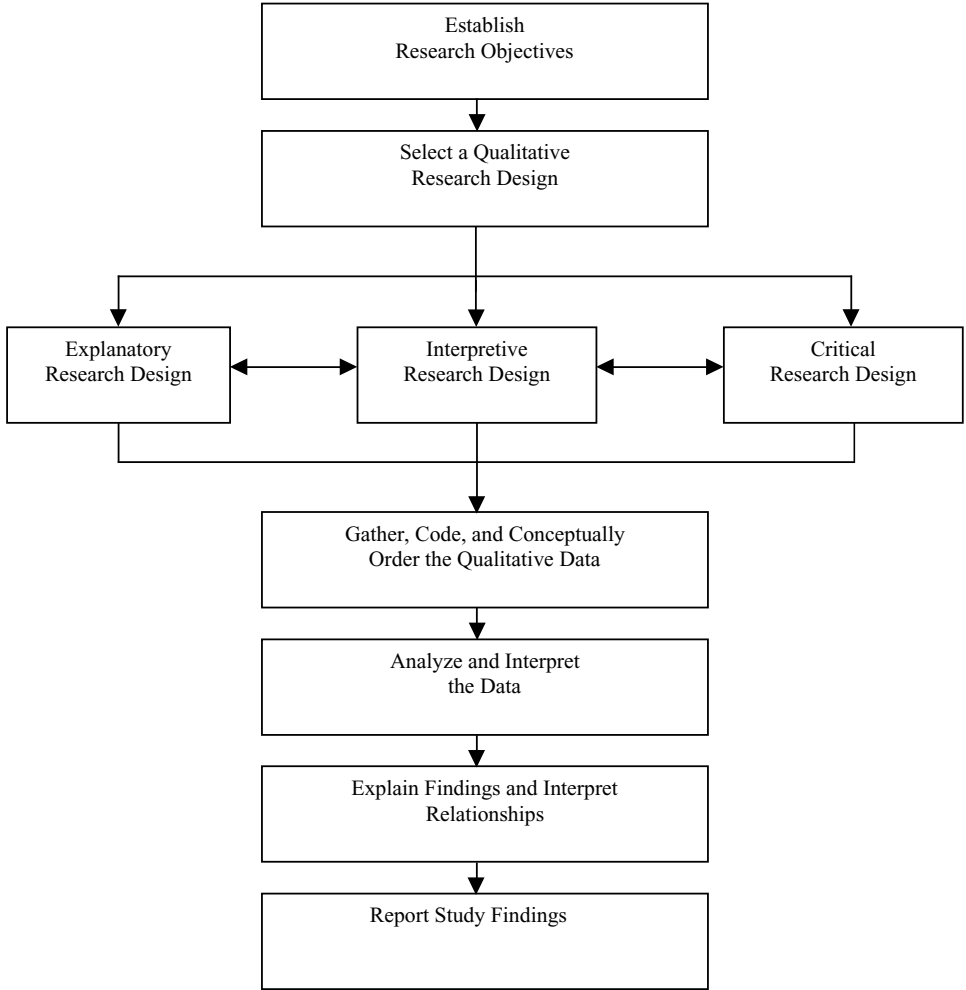 Establish
Research Objectives
Select a Qualitative
Research Design
Explanatory
Research Design
Interpretive
Research Design
Critical
Research Design
Gather, Code, and Conceptually
Order the Qualitative Data
Analyze and Interpret
the Data
Explain Findings and Interpret
Relationships
Report Study Findings